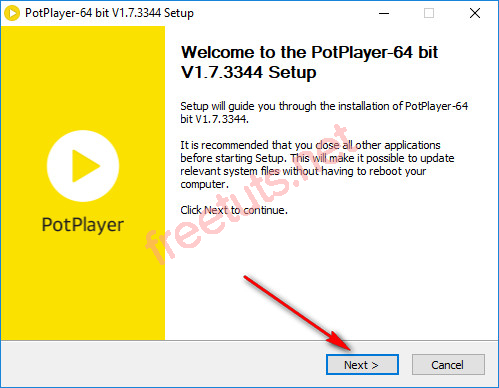 PotPlayer-64 bit V1.7.3344 Setup
Welcome to the PotPlayer-64 bit
V1.7.3344 Setup
Setup will guide you through the installation of PotPlayer-64
bit V1.7.3344.
It is recommended that you close all other applications
before starting Setup. This will make it possible to update
relevant system files without having to reboot your
computer.
Click Next to continue.
PotPlayer
freetuts.net
Next >
Cancel